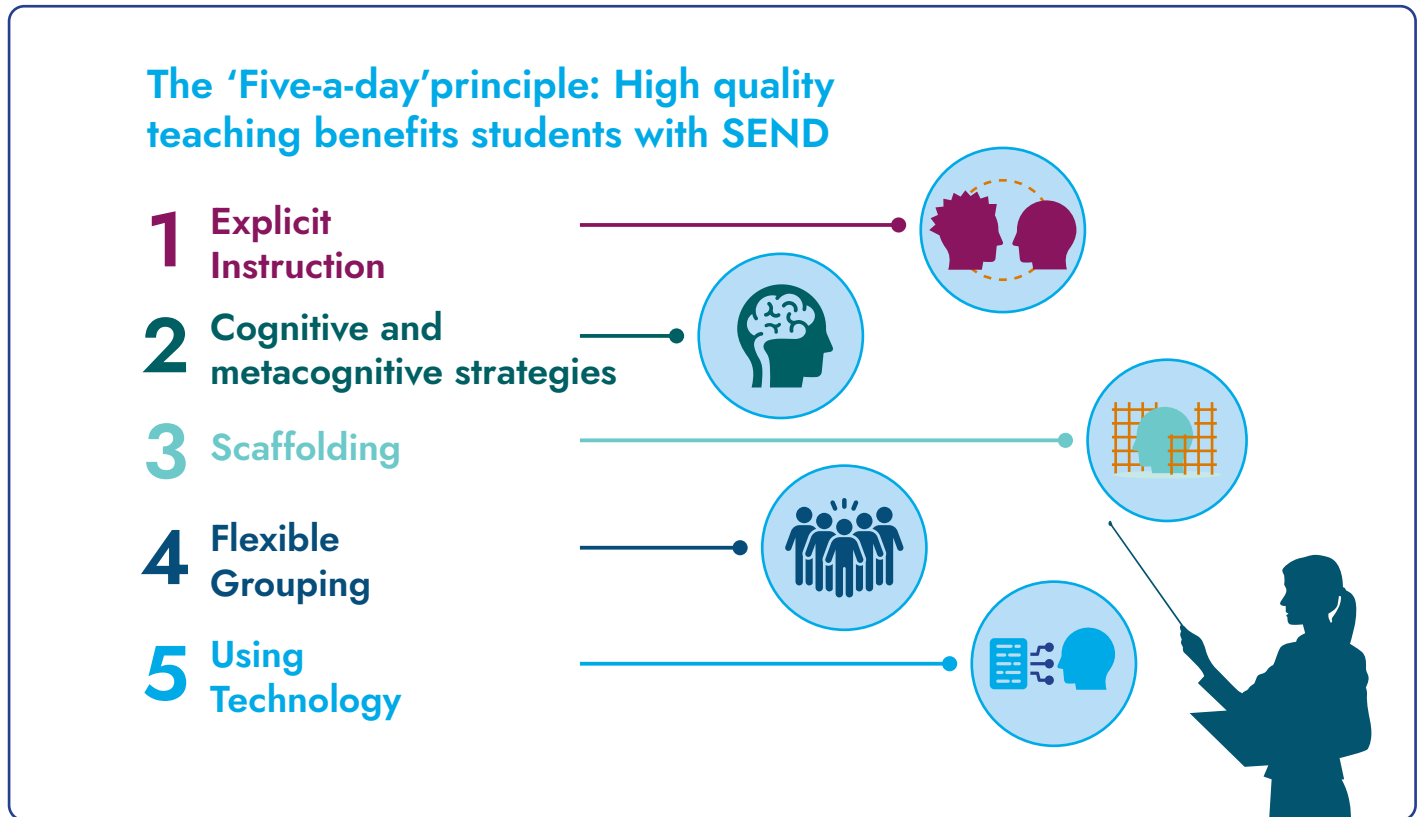 The ‘Five-a-day’principle: High quality
teaching benefits students with SEND
1 Explicit
Instruction
2 Cognitive and
metacognitive strategies
3 Scaffolding
4 Flexible
Grouping
5 Using
Technology